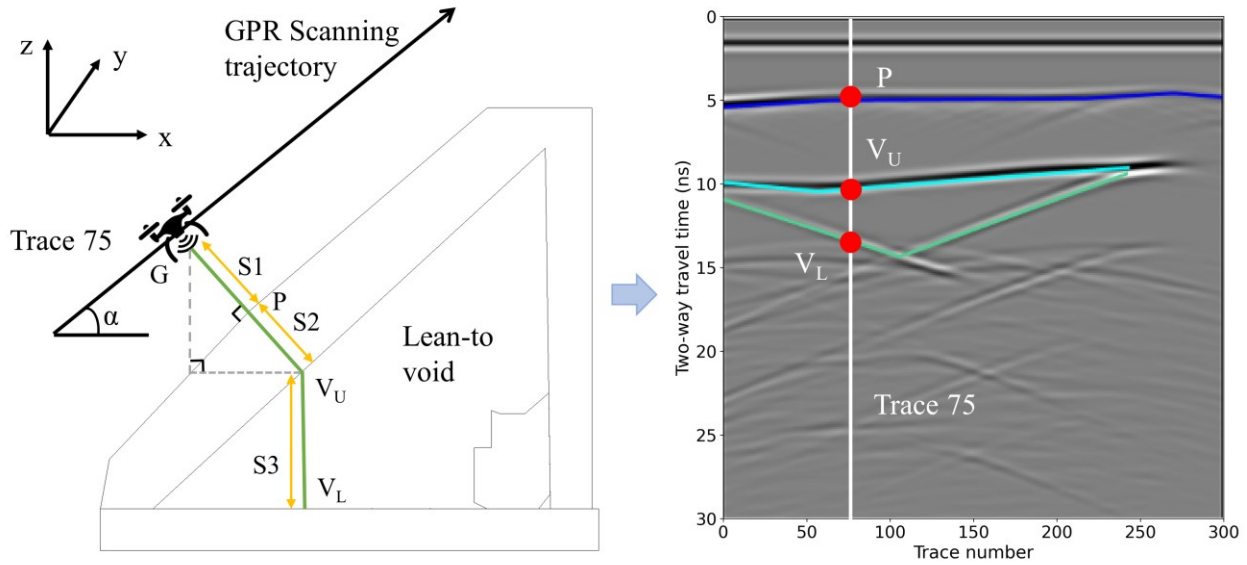 GPR Scanning
trajectory
z
y
x
Trace 75
G
S1
P
S2
α
Lean-to
void
V_U
S3
V_L
0
5
10
15
20
25
30
Two-way travel time (ns)
P
V_U
V_L
Trace 75
0
50
100
150
200
250
300
Trace number